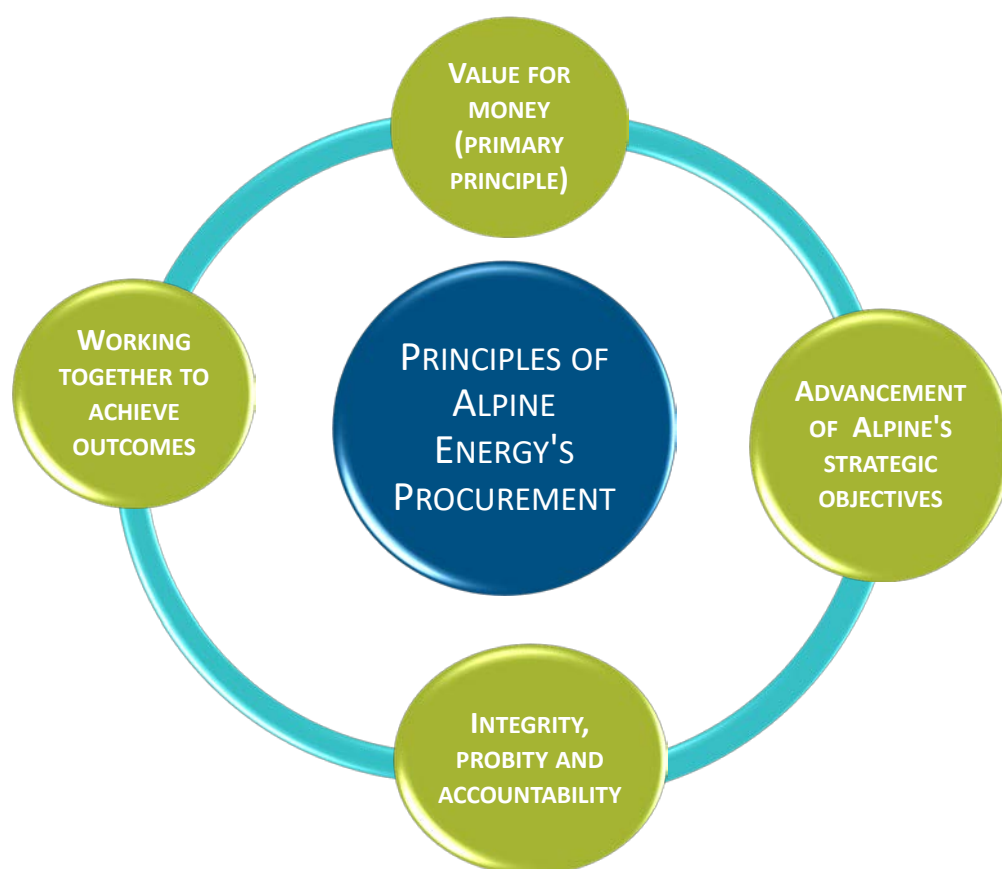 VALUE FOR
MONEY
(PRIMARY
PRINCIPLE)
WORKING
TOGETHER TO
ACHIEVE
OUTCOMES
PRINCIPLES OF
ALPINE
ENERGY'S
PROCUREMENT
ADVANCEMENT
OF ALPINE'S
STRATEGIC
OBJECTIVES
INTEGRITY,
PROBITY AND
ACCOUNTABILITY